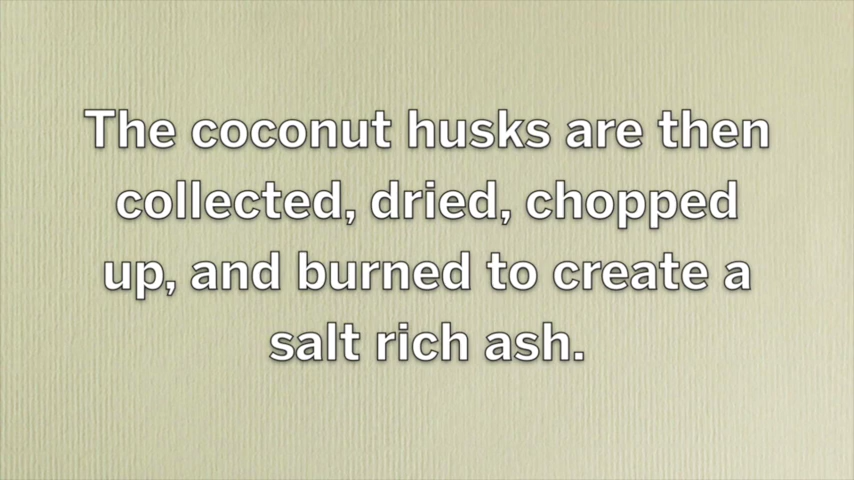 The coconut husks are then
collected, dried, chopped
up, and burned to create a
salt rich ash.